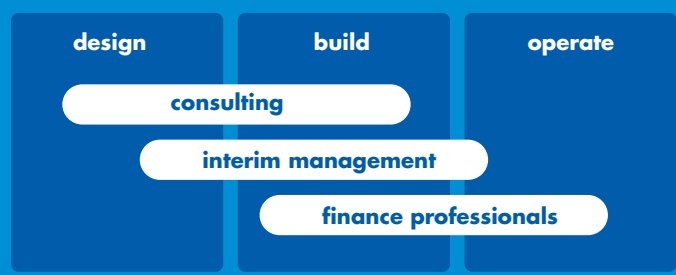 design build operate
consulting
interim management
finance professionals